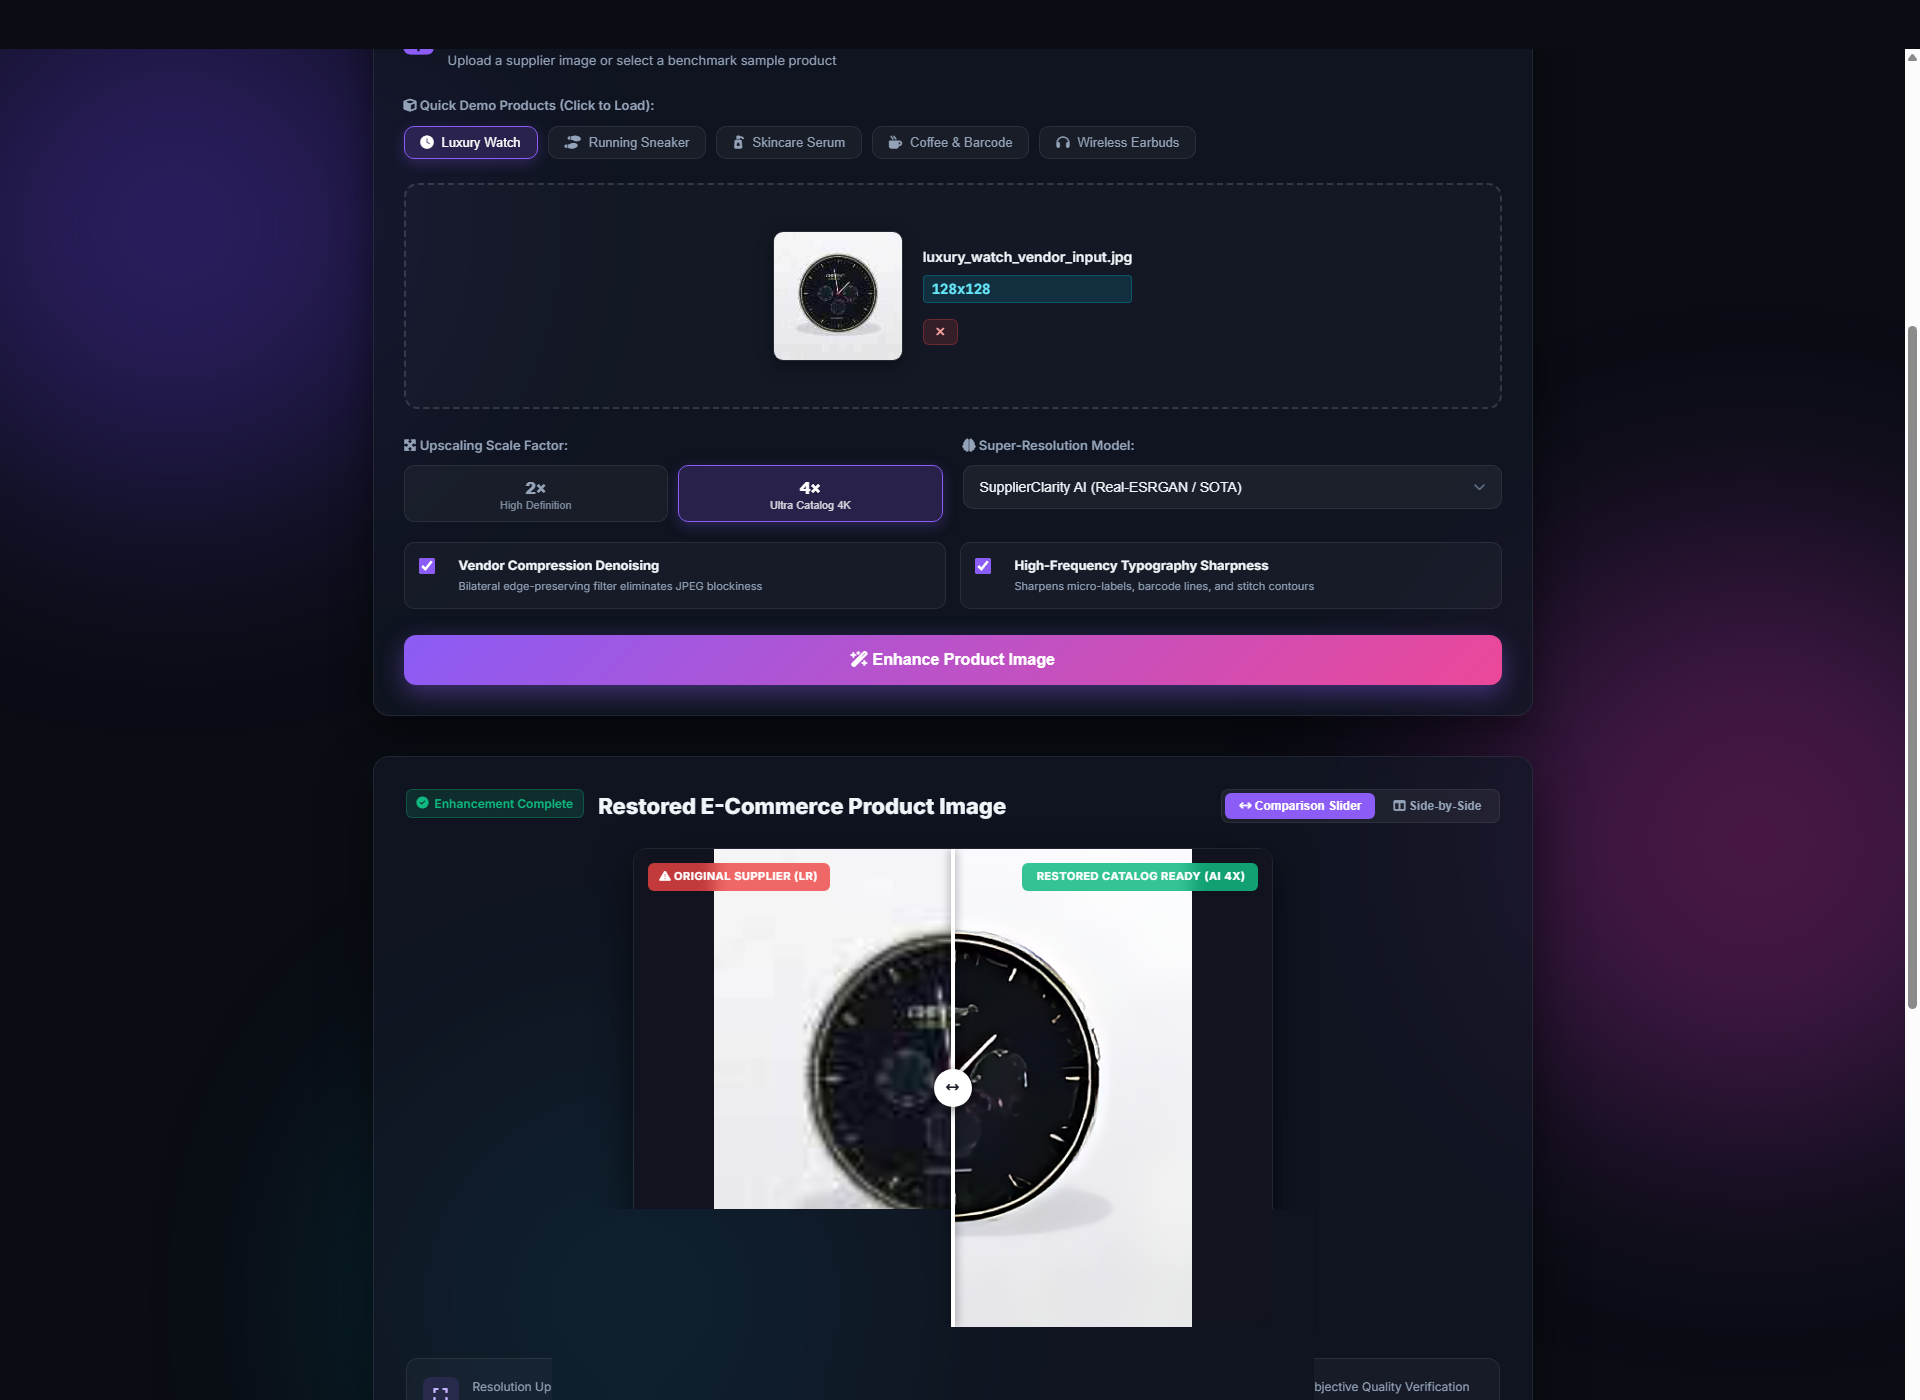 Upload a supplier image or select a benchmark sample product
Quick Demo Products (Click to Load):
Luxury Watch
Running Sneaker
Skincare Serum
Coffee & Barcode
Wireless Earbuds
luxury_watch_vendor_input.jpg
128x128
Upscaling Scale Factor:
Super-Resolution Model:
2×
High Definition
4×
Ultra Catalog 4K
SupplierClarity AI (Real-ESRGAN / SOTA)
Vendor Compression Denoising
Bilateral edge-preserving filter eliminates JPEG blockiness
High-Frequency Typography Sharpness
Sharpens micro-labels, barcode lines, and stitch contours
Enhance Product Image
Enhancement Complete
Restored E-Commerce Product Image
Comparison Slider
Side-by-Side
ORIGINAL SUPPLIER (LR)
RESTORED CATALOG READY (AI 4X)
Resolution Up
bjective Quality Verification